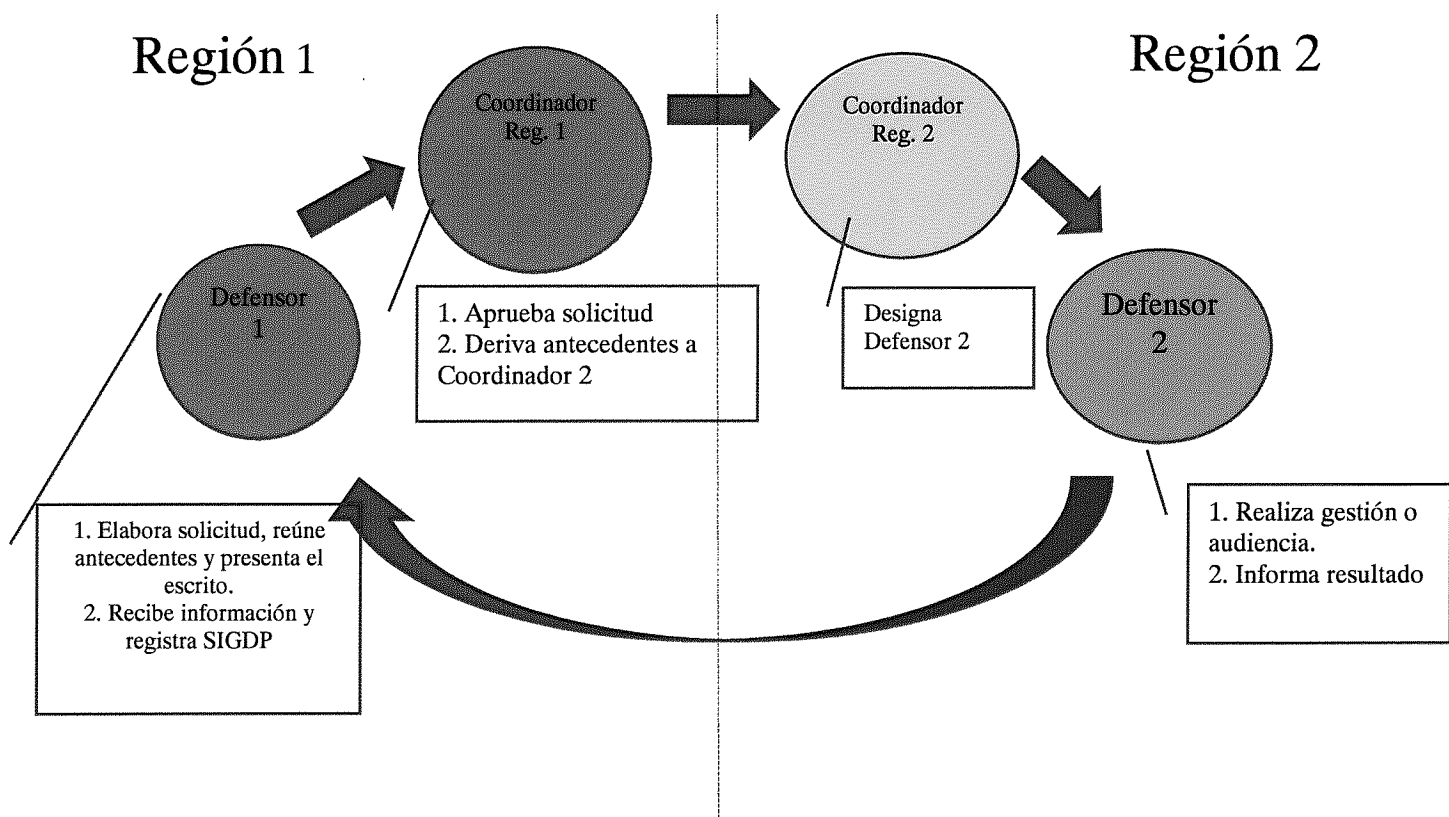 Región 1
Región 2
Coordinador
Reg. 1
Coordinador
Reg. 2
Defensor
1
Defensor
2
1. Aprueba solicitud
2. Deriva antecedentes a
Coordinador 2
Designa
Defensor 2
1. Elabora solicitud, reúne
antecedentes y presenta el
escrito.
2. Recibe información y
registra SIGDP
1. Realiza gestión o
audiencia.
2. Informa resultado